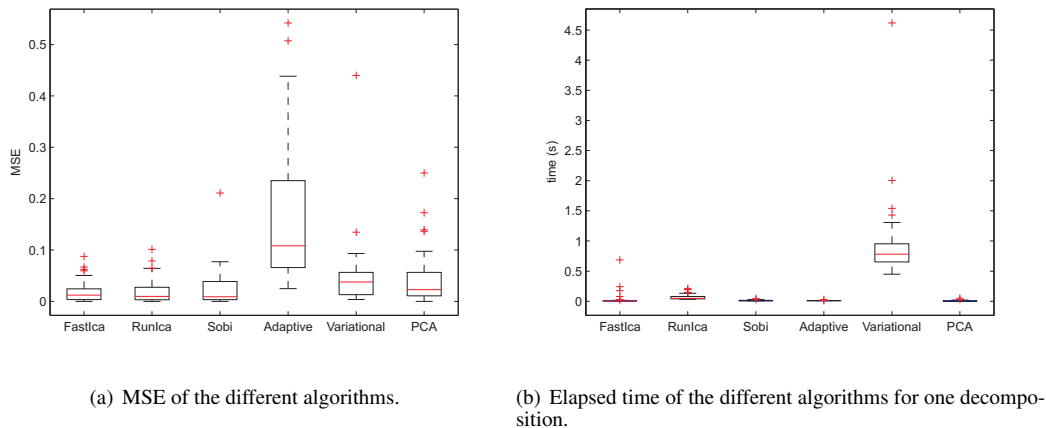 0.5
0.4
0.3
0.2
0.1
0
MSE
FastIca RunIca Sobi Adaptive Variational PCA
4.5
4
3.5
3
2.5
2
1.5
1
0.5
0
time (s)
FastIca RunIca Sobi Adaptive Variational PCA
(a) MSE of the different algorithms.
(b) Elapsed time of the different algorithms for one decompo-
sition.